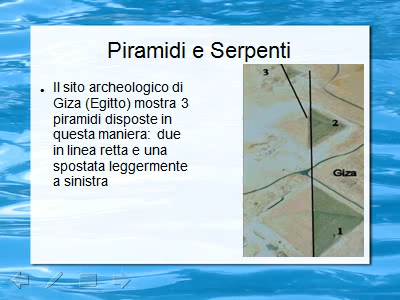 Piramidi e Serpenti
Il sito archeologico di
Giza (Egitto) mostra 3
piramidi disposte in
questa maniera: due
in linea retta e una
spostata leggermente
a sinistra
3
2
Giza
1